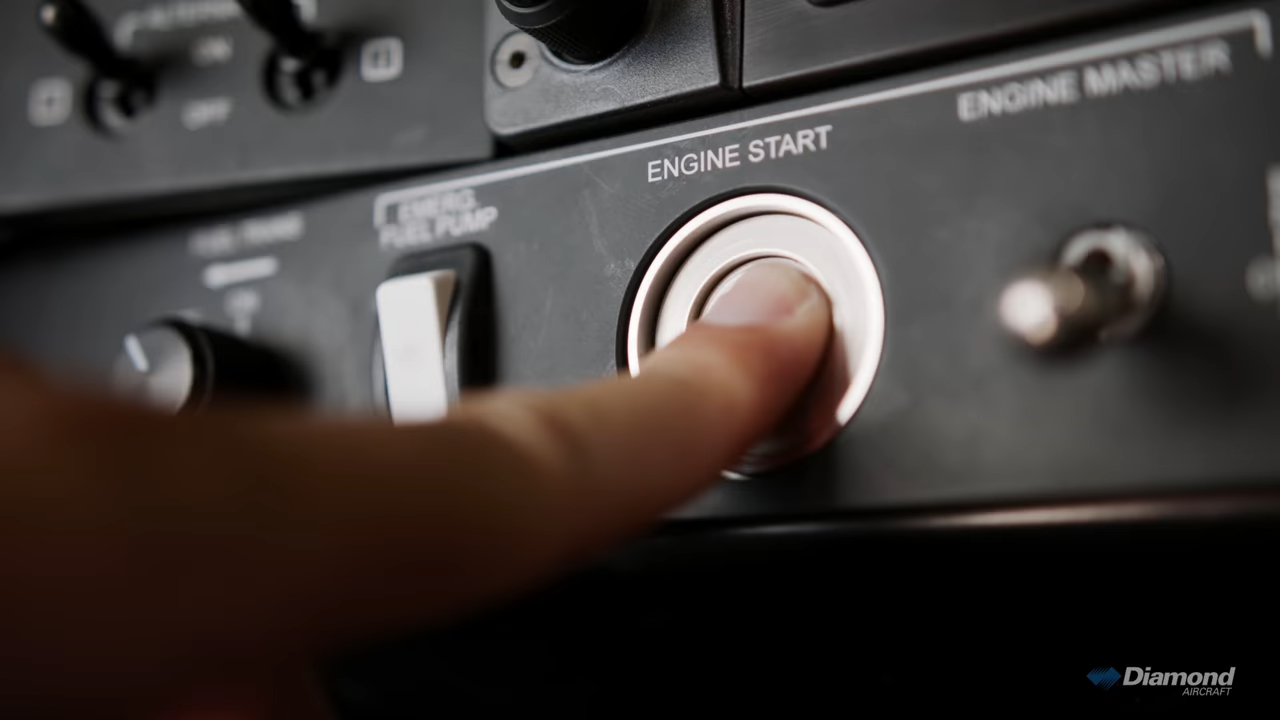 ON
OFF
ENGINE MASTER
ENGINE START
EMERG.
FUEL PUMP
Diamond
AIRCRAFT